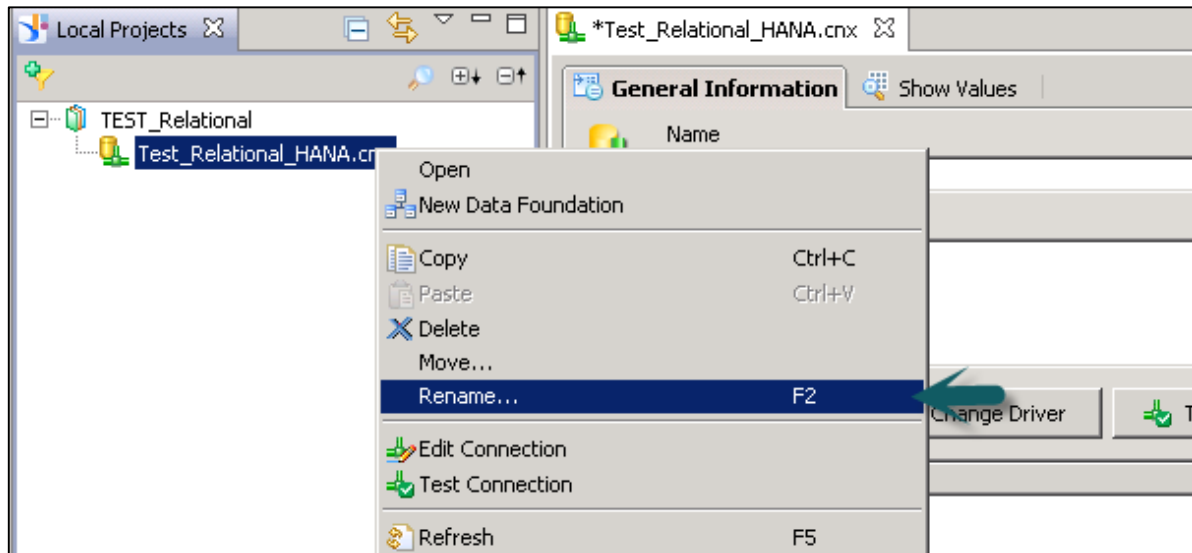 Local Projects
*Test_Relational_HANA.cnx
General Information
Show Values
TEST_Relational
Name
Test_Relational_HANA.cn
Open
New Data Foundation
Copy Ctrl+C
Paste Ctrl+V
Delete
Move...
Rename... F2
Change Driver
Edit Connection
Test Connection
Refresh F5